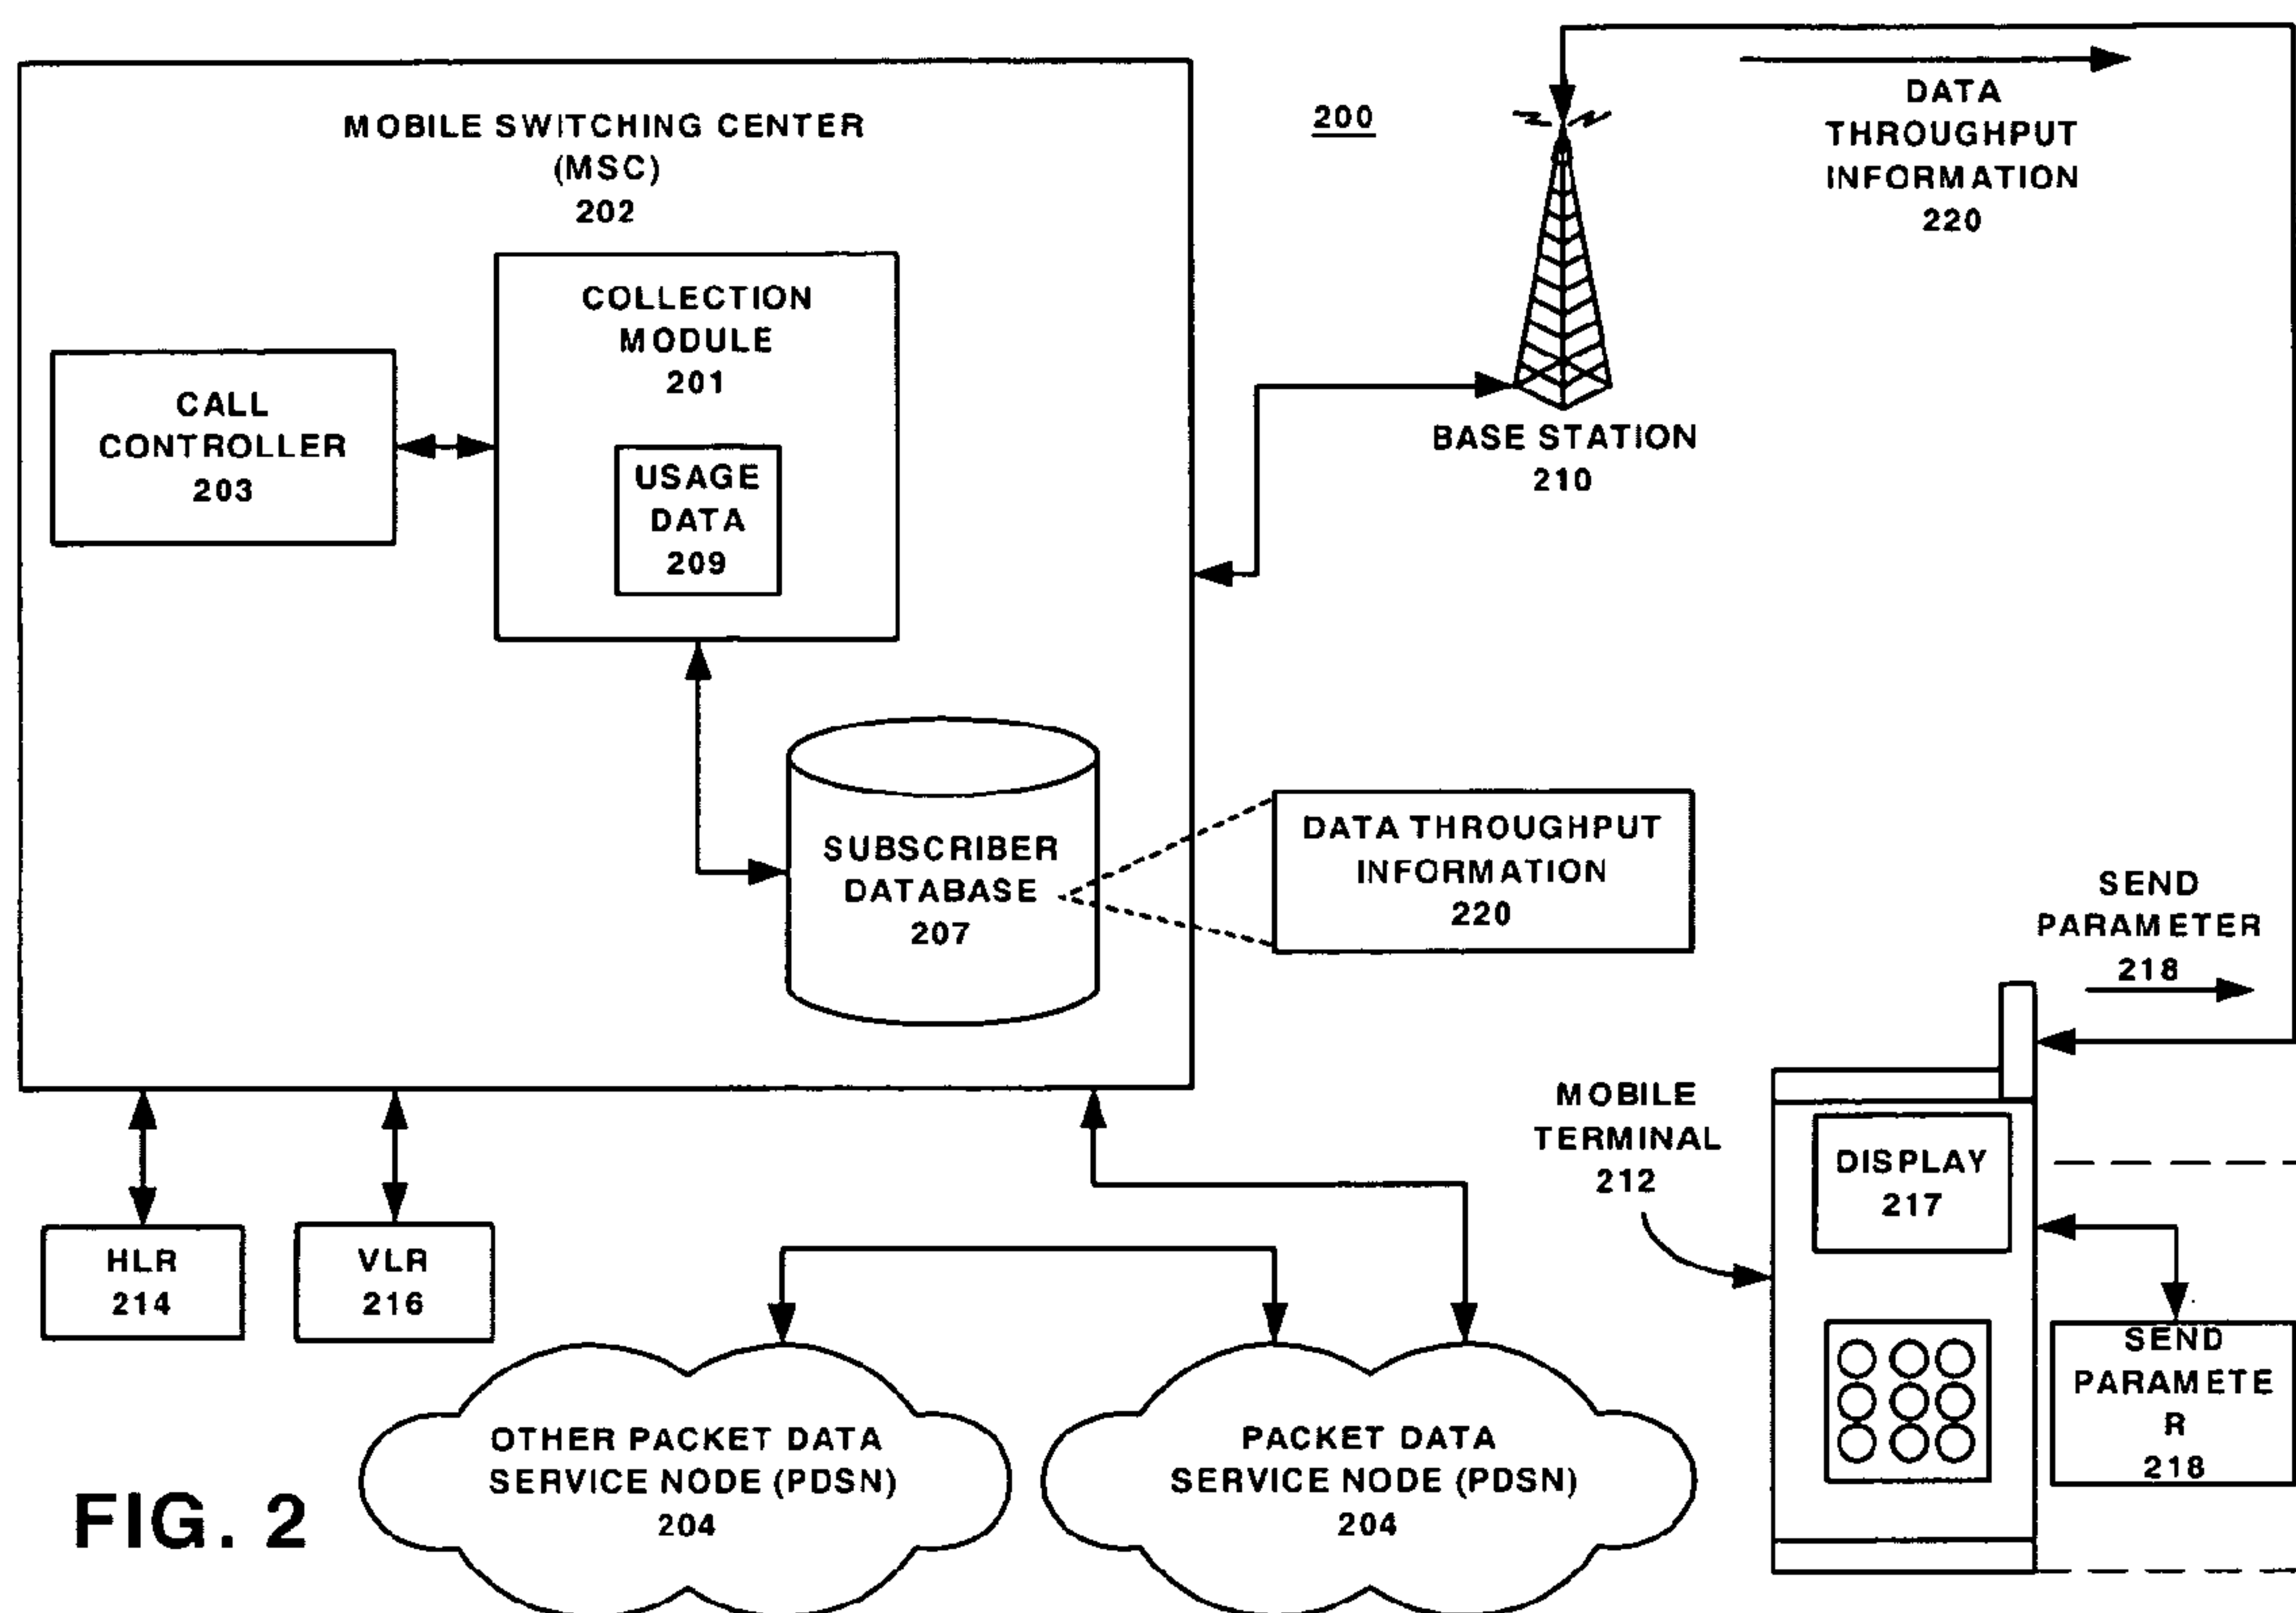 MOBILE SWITCHING CENTER
(MSC)
202
COLLECTION
MODULE
201
CALL
CONTROLLER
203
USAGE
DATA
209
SUBSCRIBER
DATABASE
207
200
BASE STATION
210
DATA
THROUGHPUT
INFORMATION
220
DATA THROUGHPUT
INFORMATION
220
SEND
PARAMETER
218
MOBILE
TERMINAL
212
DISPLAY
217
SEND
PARAMETE
R
218
HLR
214
VLR
216
OTHER PACKET DATA
SERVICE NODE (PDSN)
204
PACKET DATA
SERVICE NODE (PDSN)
204
FIG. 2